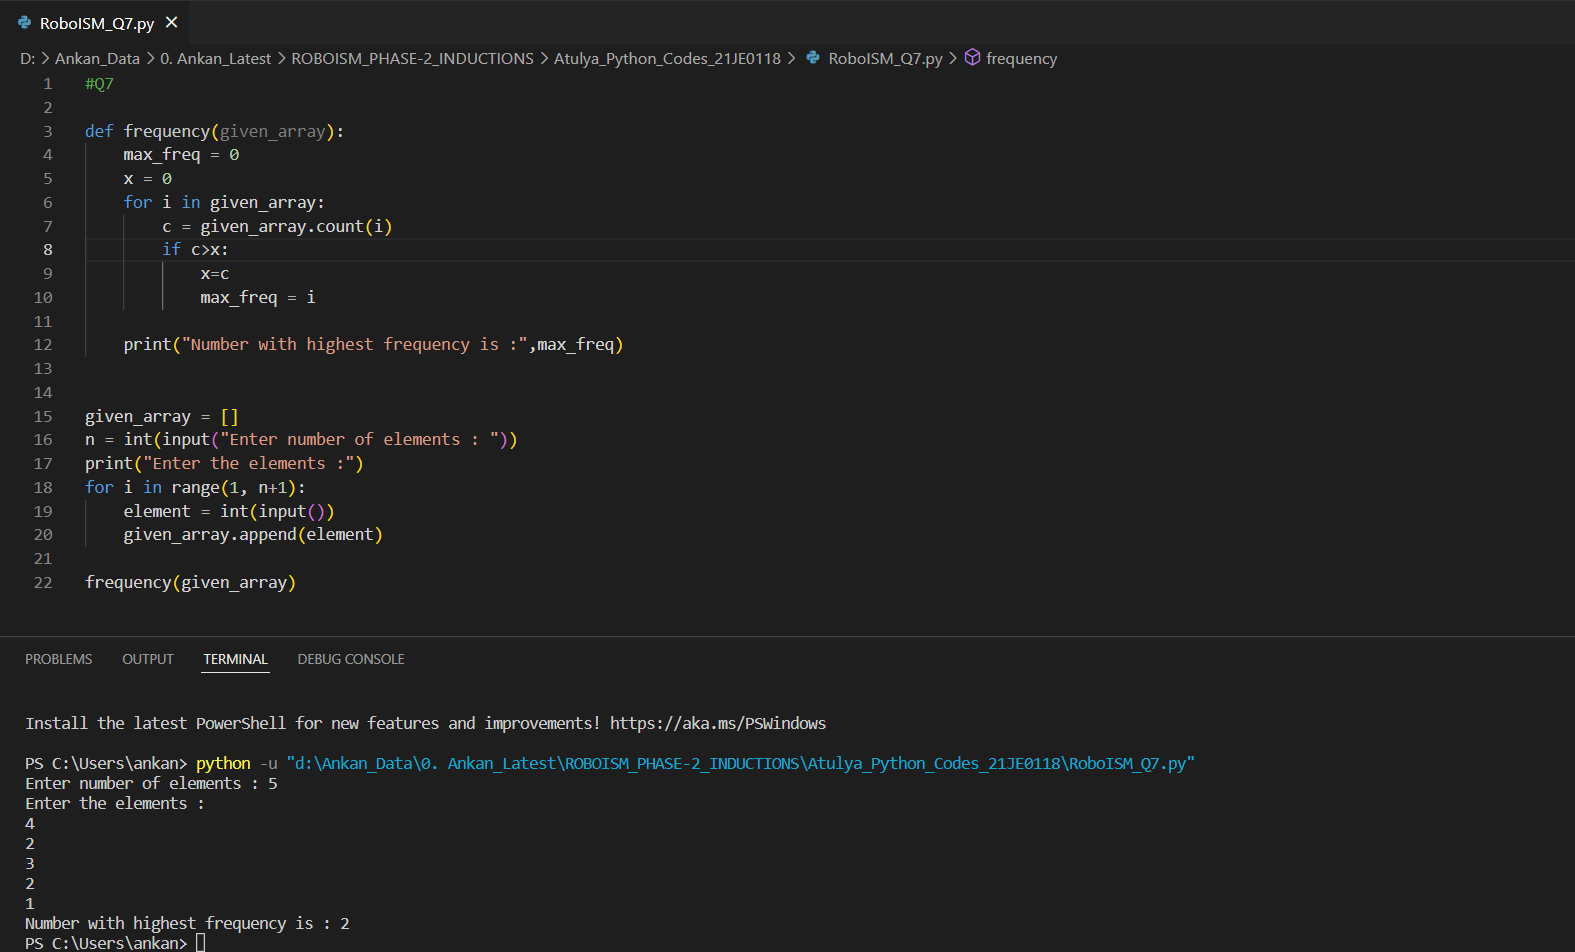 RoboISM_Q7.py ×
D: > Ankan_Data > 0. Ankan_Latest > ROBOISM_PHASE-2_INDUCTIONS > Atulya_Python_Codes_21JE0118 > RoboISM_Q7.py > frequency
1 #Q7
2
3 def frequency(given_array):
4     max_freq = 0
5     x = 0
6     for i in given_array:
7         c = given_array.count(i)
8         if c>x:
9             x=c
10             max_freq = i
11
12     print("Number with highest frequency is :",max_freq)
13
14
15 given_array = []
16 n = int(input("Enter number of elements : "))
17 print("Enter the elements :")
18 for i in range(1, n+1):
19     element = int(input())
20     given_array.append(element)
21
22 frequency(given_array)
PROBLEMS OUTPUT TERMINAL DEBUG CONSOLE
Install the latest PowerShell for new features and improvements! https://aka.ms/PSWindows
PS C:\Users\ankan> python -u "d:\Ankan_Data\0. Ankan_Latest\ROBOISM_PHASE-2_INDUCTIONS\Atulya_Python_Codes_21JE0118\RoboISM_Q7.py"
Enter number of elements : 5
Enter the elements :
4
2
3
2
1
Number with highest frequency is : 2
PS C:\Users\ankan>